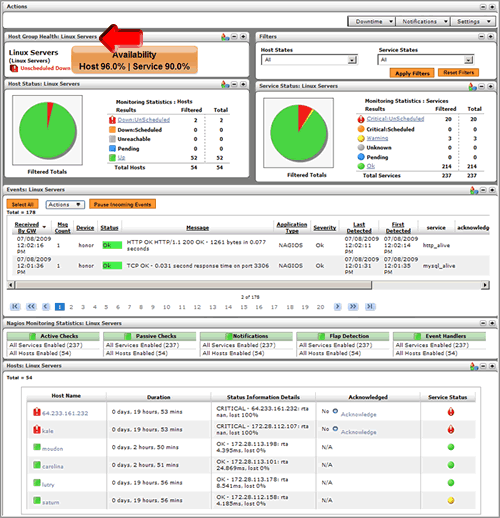 Actions
Downtime Notifications Settings
Host Group Health: Linux Servers
Linux Servers
(Linux Servers)
Unscheduled Down
Availability
Host 96.0% | Service 90.0%
Filters
Host States Service States
All All
Apply Filters Reset Filters
Host Status: Linux Servers
Monitoring Statistics : Hosts
Results Filtered Total
Down:UnScheduled 2 2
Down:Scheduled 0 0
Unreachable 0 0
Pending 0 0
Up 52 52
Total Hosts 54 54
Filtered Totals
Service Status: Linux Servers
Monitoring Statistics : Services
Results Filtered Total
Critical:UnScheduled 20 20
Critical:Scheduled 0 0
Warning 3 3
Unknown 0 0
Pending 0 0
Ok 214 214
Total Services 237 237
Filtered Totals
Events: Linux Servers
Select All Actions Pause Incoming Events
Total = 178
Received By GW Msg Count Device Status Message Application Type Severity Last Detected First Detected service acknowledg
07/08/2009 12:02:16 PM 1 honor Ok HTTP OK HTTP/1.1 200 OK - 1261 bytes in 0.077 seconds NAGIOS Ok 07/08/2009 12:02:11 PM 07/08/2009 12:02:14 PM http_alive
07/08/2009 12:01:36 PM 1 honor Ok TCP OK - 0.031 second response time on port 3306 NAGIOS Ok 07/08/2009 12:01:31 PM 07/08/2009 12:01:35 PM mysql_alive
2 of 178
1 2 3 4 5 6 7 8 9 10 11 12 13 14 15 16 17 18 19 20
Nagios Monitoring Statistics: Linux Servers
Active Checks Passive Checks Notifications Flap Detection Event Handlers
All Services Enabled (237) All Services Enabled (237) All Services Enabled (237) All Services Enabled (237) All Services Enabled (237)
All Hosts Enabled (54) All Hosts Enabled (54) All Hosts Enabled (54) All Hosts Enabled (54) All Hosts Enabled (54)
Hosts: Linux Servers
Total = 54
Host Name Duration Status Information Details Acknowledged Service Status
64.233.161.232 0 days, 19 hours, 53 mins CRITICAL - 64.233.161.232: rta nan, lost 100% No Acknowledge
kale 0 days, 19 hours, 53 mins CRITICAL - 172.28.112.107: rta nan, lost 100% No Acknowledge
moudon 0 days, 2 hours, 50 mins OK - 172.28.113.198: rta 4.395ms, lost 0% N/A
carolina 0 days, 2 hours, 51 mins OK - 172.28.113.101: rta 24.869ms, lost 0% N/A
lutry 0 days, 19 hours, 56 mins OK - 172.28.113.178: rta 8.541ms, lost 0% N/A
saturn 0 days, 19 hours, 56 mins OK - 172.28.112.158: rta 4.185ms, lost 0% N/A